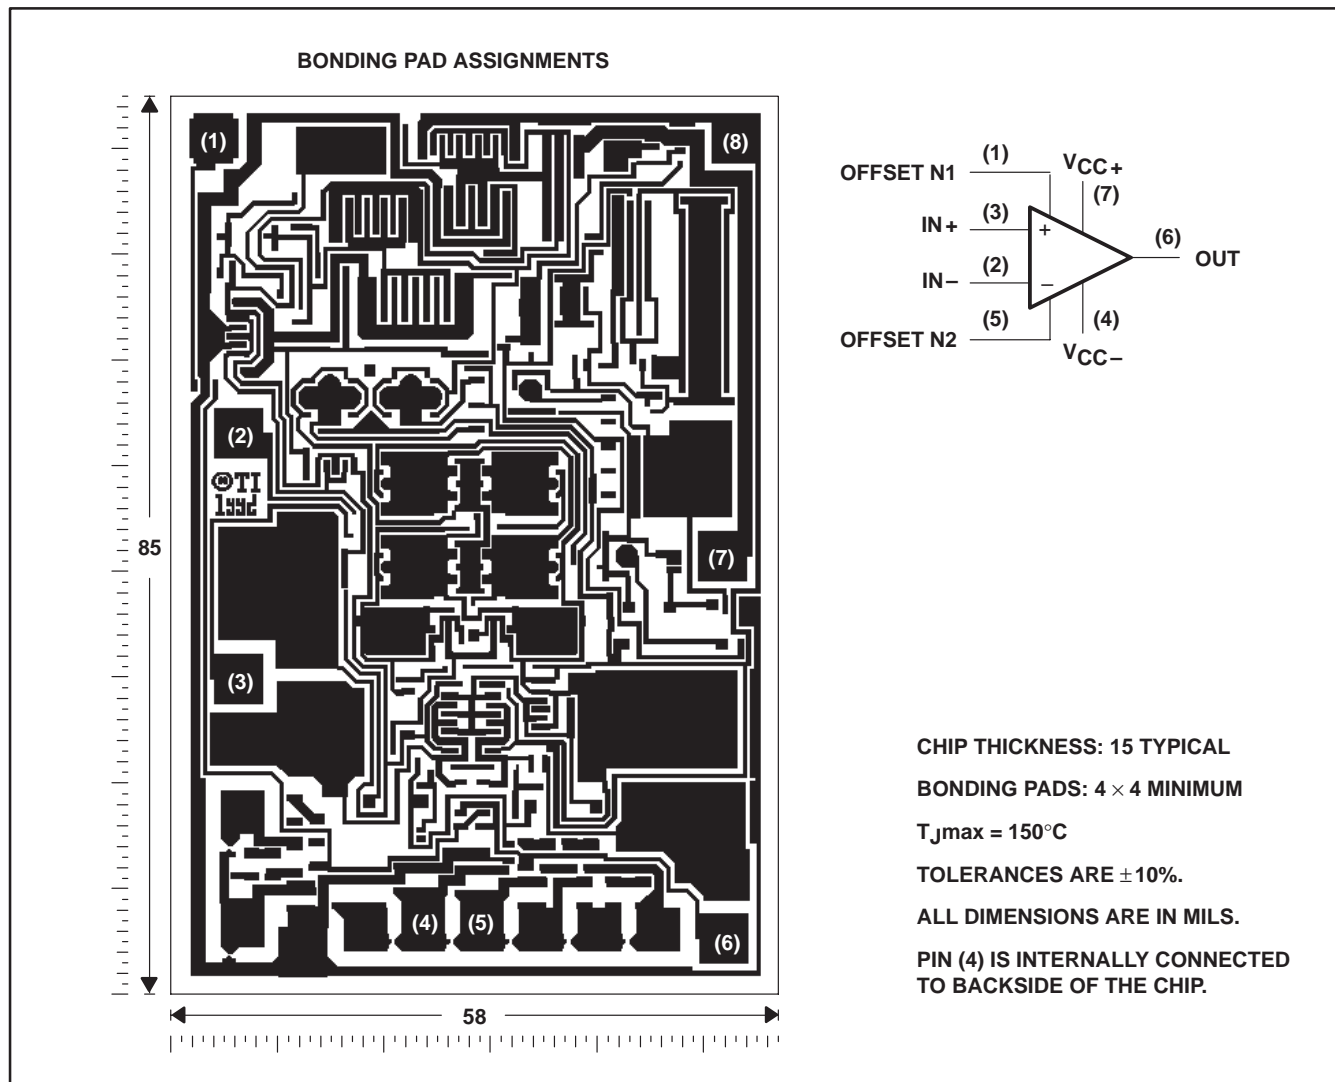 BONDING PAD ASSIGNMENTS
(1)
(8)
(2)
TI
(7)
(3)
(4)
(5)
(6)
85
58
OFFSET N1
(1)
VCC+
(7)
IN+
(3)
+
(6)
OUT
IN−
(2)
−
(5)
(4)
OFFSET N2
VCC−
CHIP THICKNESS: 15 TYPICAL
BONDING PADS: 4 × 4 MINIMUM
TJmax = 150°C
TOLERANCES ARE ±10%.
ALL DIMENSIONS ARE IN MILS.
PIN (4) IS INTERNALLY CONNECTED
TO BACKSIDE OF THE CHIP.